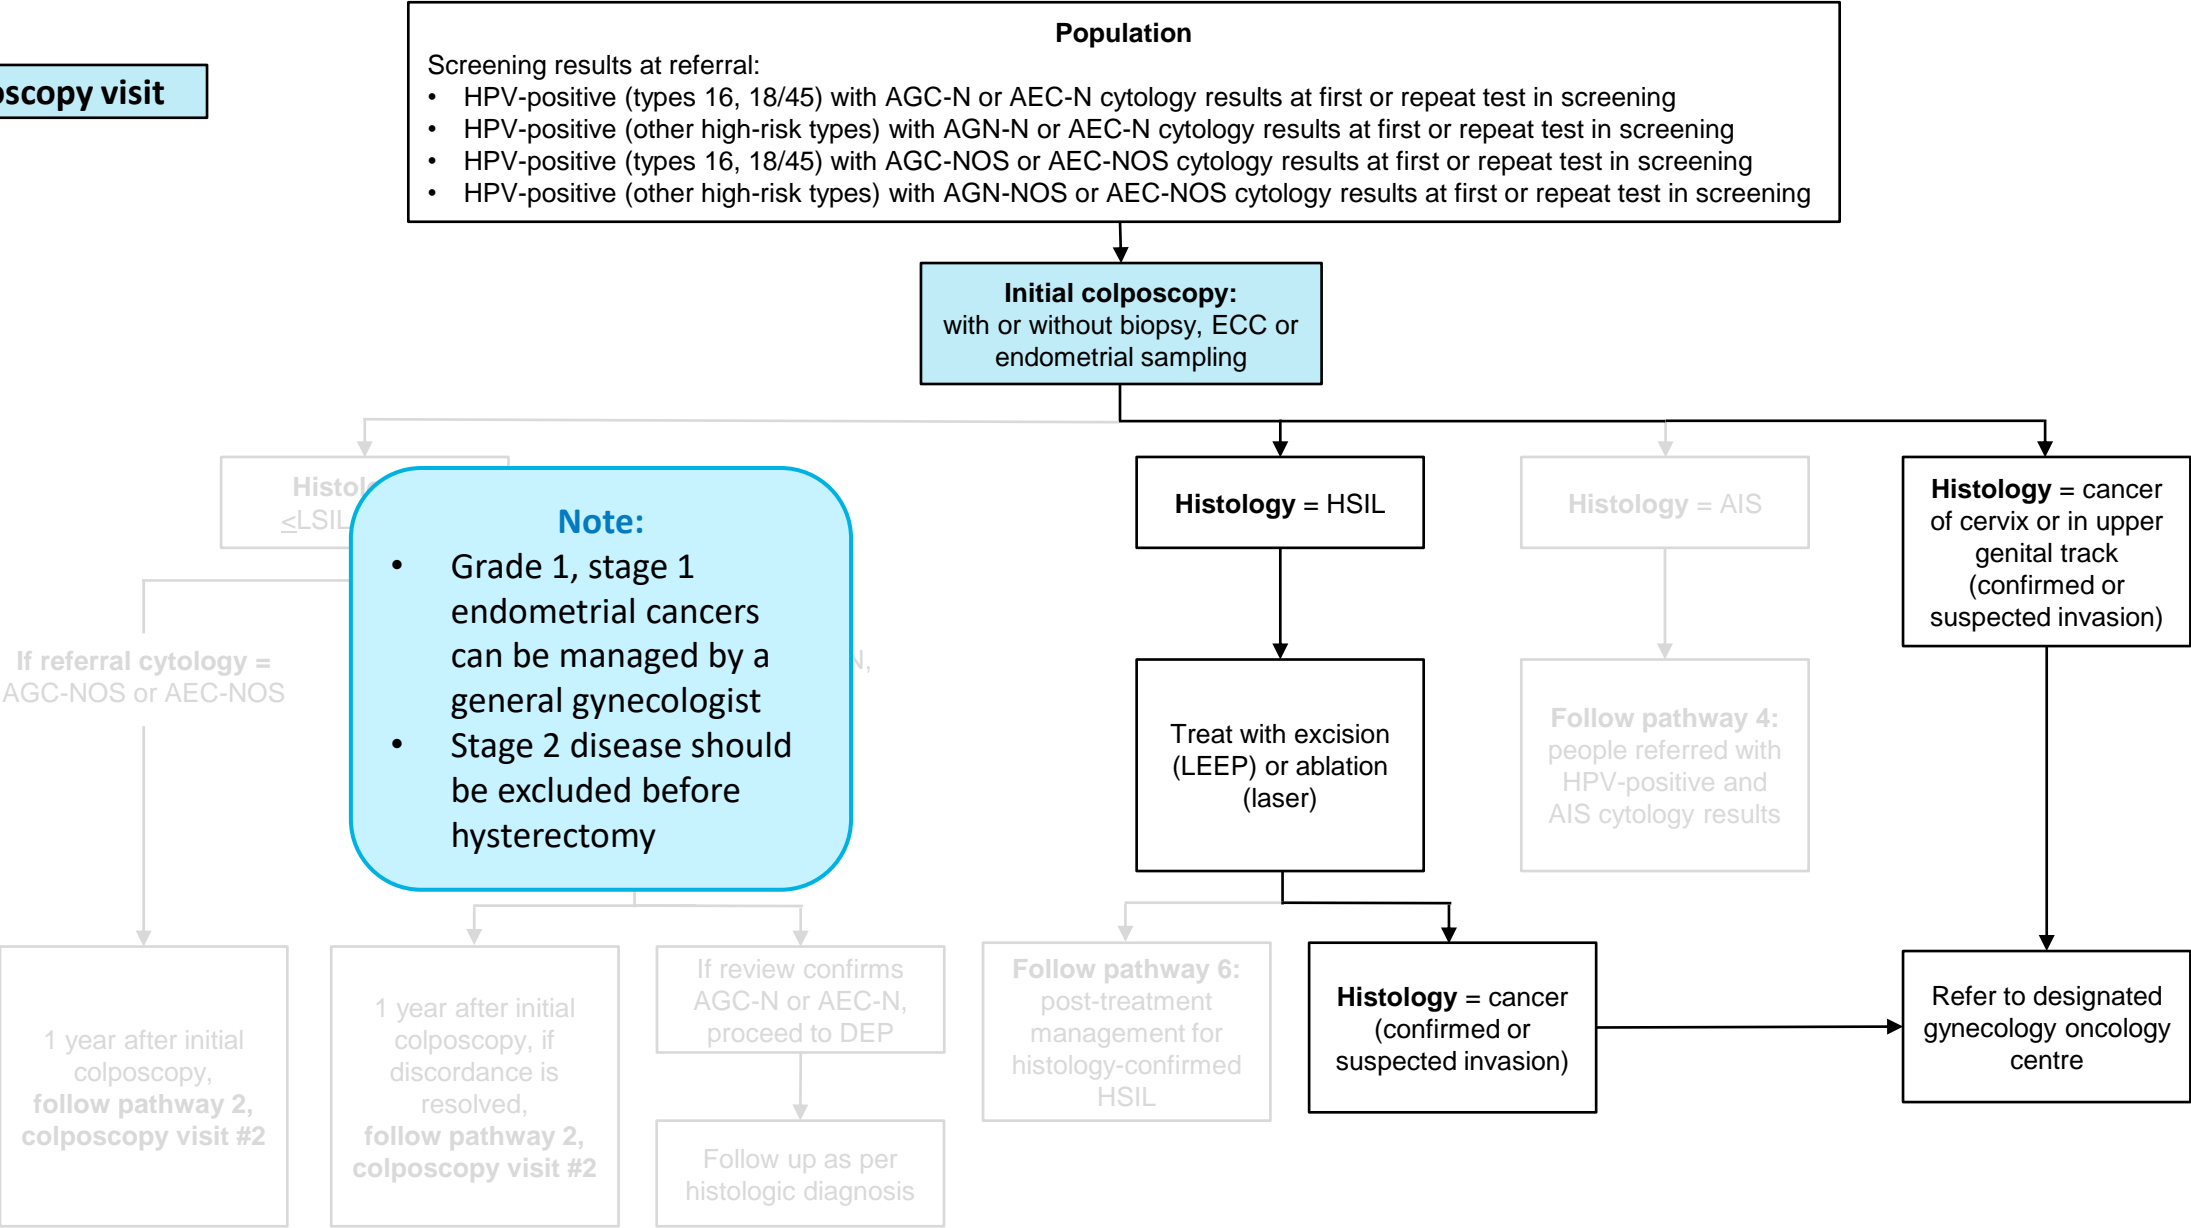 oscopy visit
Population
Screening results at referral:
• HPV-positive (types 16, 18/45) with AGC-N or AEC-N cytology results at first or repeat test in screening
• HPV-positive (other high-risk types) with AGN-N or AEC-N cytology results at first or repeat test in screening
• HPV-positive (types 16, 18/45) with AGC-NOS or AEC-NOS cytology results at first or repeat test in screening
• HPV-positive (other high-risk types) with AGN-NOS or AEC-NOS cytology results at first or repeat test in screening
Initial colposcopy:
with or without biopsy, ECC or
endometrial sampling
Histol
≤LSIL
Note:
• Grade 1, stage 1
endometrial cancers
can be managed by a
general gynecologist
• Stage 2 disease should
be excluded before
hysterectomy
Histology = HSIL
Histology = AIS
Histology = cancer
of cervix or in upper
genital track
(confirmed or
suspected invasion)
If referral cytology =
AGC-NOS or AEC-NOS
N,
Treat with excision
(LEEP) or ablation
(laser)
Follow pathway 4:
people referred with
HPV-positive and
AIS cytology results
1 year after initial
colposcopy,
follow pathway 2,
colposcopy visit #2
1 year after initial
colposcopy, if
discordance is
resolved,
follow pathway 2,
colposcopy visit #2
If review confirms
AGC-N or AEC-N,
proceed to DEP
Follow up as per
histologic diagnosis
Follow pathway 6:
post-treatment
management for
histology-confirmed
HSIL
Histology = cancer
(confirmed or
suspected invasion)
Refer to designated
gynecology oncology
centre